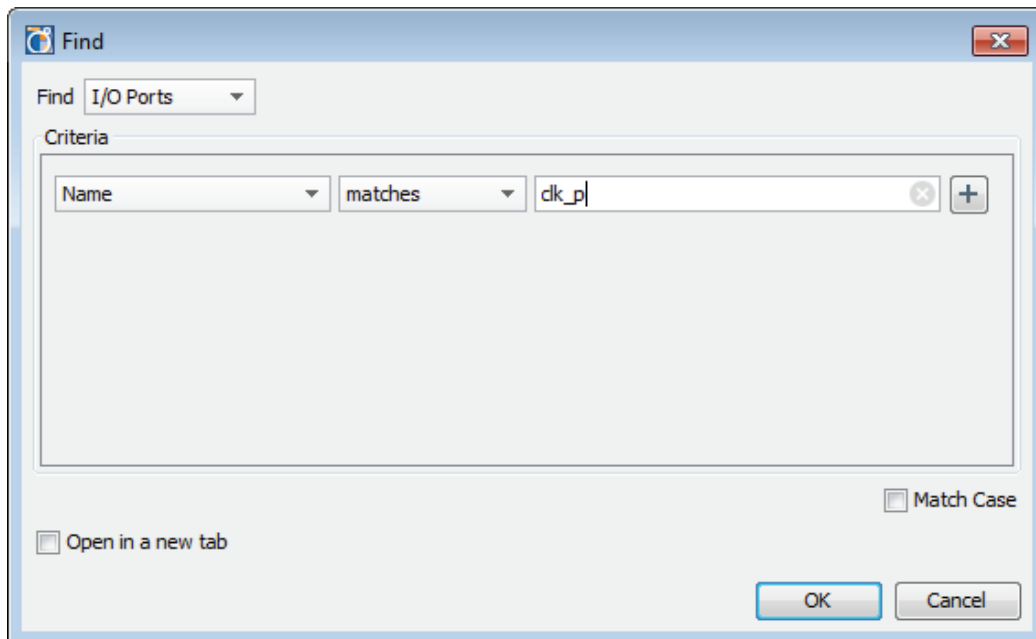 Find
Find I/O Ports
Criteria
Name matches clk_p
Match Case
Open in a new tab
OK Cancel